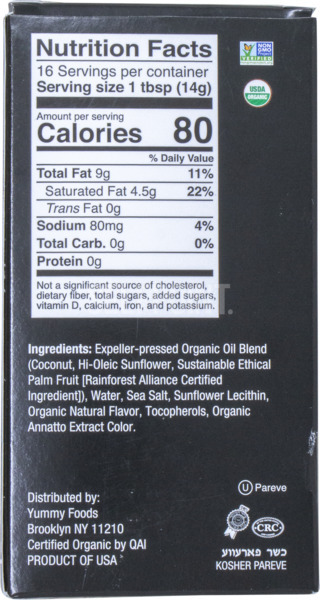 Nutrition Facts
16 Servings per container
Serving size 1 tbsp (14g)
Amount per serving
Calories 80
% Daily Value
Total Fat 9g 11%
Saturated Fat 4.5g 22%
Trans Fat 0g
Sodium 80mg 4%
Total Carb. 0g 0%
Protein 0g
Not a significant source of cholesterol,
dietary fiber, total sugars, added sugars,
vitamin D, calcium, iron, and potassium.
NON
GMO
Project
VERIFIED
USDA
ORGANIC
Ingredients: Expeller-pressed Organic Oil Blend
(Coconut, Hi-Oleic Sunflower, Sustainable Ethical
Palm Fruit [Rainforest Alliance Certified
Ingredient]), Water, Sea Salt, Sunflower Lecithin,
Organic Natural Flavor, Tocopherols, Organic
Annatto Extract Color.
Distributed by:
Yummy Foods
Brooklyn NY 11210
Certified Organic by QAI
PRODUCT OF USA
U Pareve
CRC
כשר פארעווע
KOSHER PAREVE